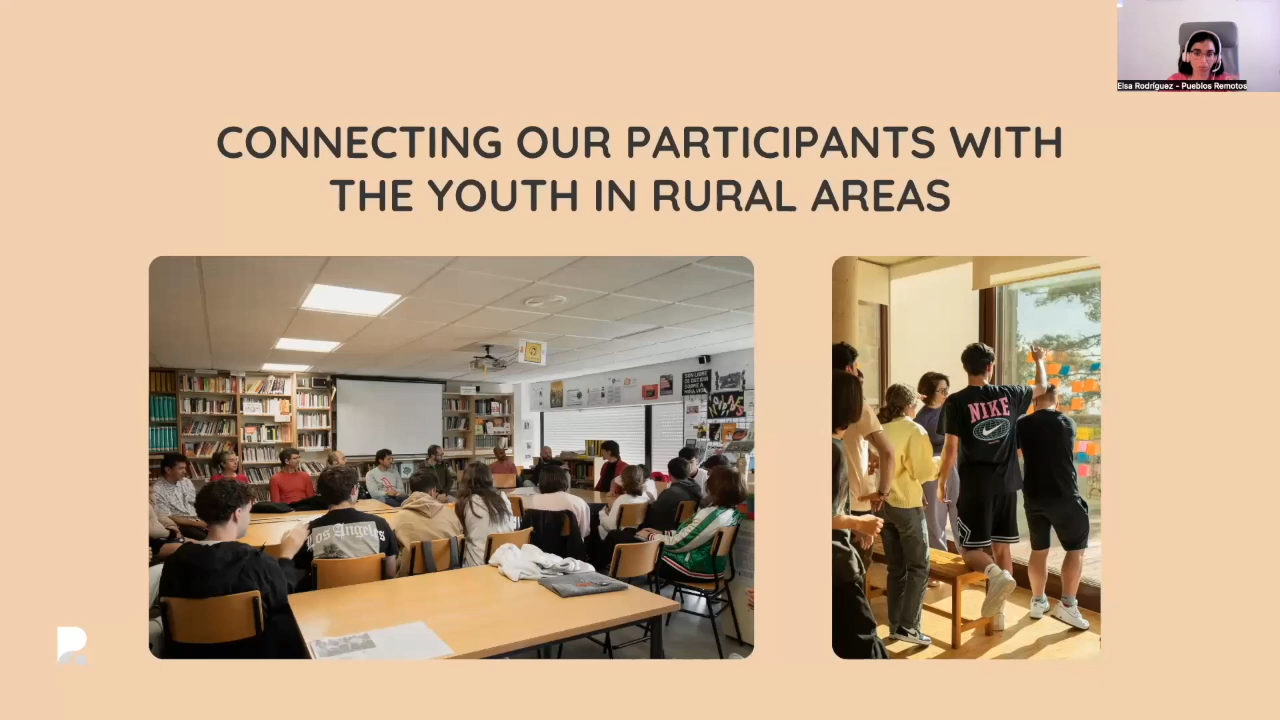 Elsa Rodríguez - Pueblos Remotos
CONNECTING OUR PARTICIPANTS WITH
THE YOUTH IN RURAL AREAS
Los Angeles
NIKE